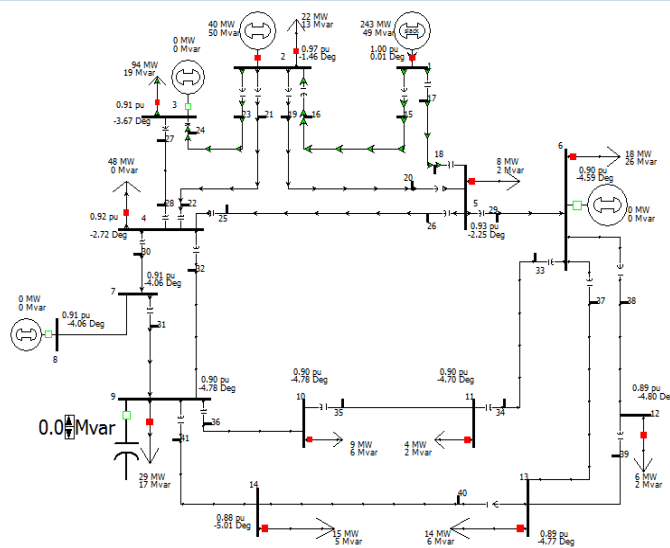 40 MW
50 Mvar
22 MW
13 Mvar
243 MW
49 Mvar
slack
0 MW
0 Mvar
0.97 pu
-1.46 Deg
2
1.00 pu
0.01 Deg
1
94 MW
19 Mvar
0.91 pu
3
-3.67 Deg
24
23
21
19
16
15
17
27
18
6
18 MW
26 Mvar
48 MW
0 Mvar
8 MW
2 Mvar
0.90 pu
-4.59 Deg
20
0 MW
0 Mvar
28
22
25
26
5
29
0.92 pu
4
-2.72 Deg
0.93 pu
-2.25 Deg
30
32
33
0.91 pu
-4.06 Deg
7
37
38
0 MW
0 Mvar
0.91 pu
-4.06 Deg
31
8
0.90 pu
-4.78 Deg
0.90 pu
-4.78 Deg
0.90 pu
-4.70 Deg
0.89 pu
-4.80 De
9
10
11
12
35
34
36
0.0 Mvar
41
9 MW
6 Mvar
4 MW
2 Mvar
39
29 MW
17 Mvar
6 MW
2 Mvar
14
13
40
0.88 pu
-5.01 Deg
15 MW
5 Mvar
14 MW
6 Mvar
0.89 pu
-4.77 Deg